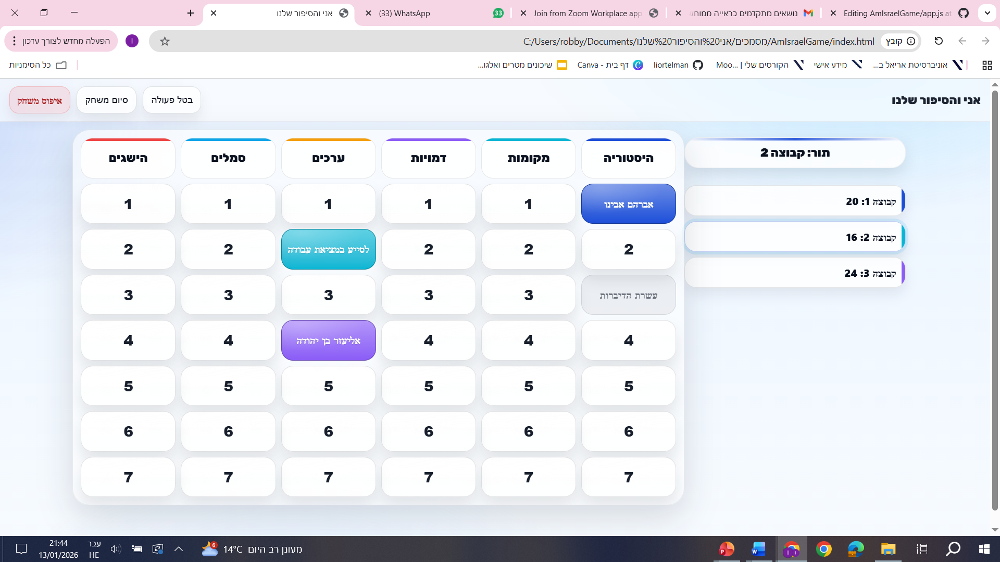 אני והסיפור שלנו
(33) WhatsApp
33
Join from Zoom Workplace app
נושאים מתקדמים בראייה ממוחש
Editing AmIsraelGame/app.js at
הפעלה מחדש לצורך עדכון
C:/Users/robby/Documents/מסמכים/אני%20והסיפור%20שלנו/AmIsraelGame/index.html
קובץ
אוניברסיטת אריאל ב...
מידע אישי
הקורסים שלי | Moo...
liortelman
דף בית - Canva
שיכונים מטרים ואלגו...
כל הסימניות
אני והסיפור שלנו
בטל פעולה
סיום משחק
איפוס משחק
תור: קבוצה 2
קבוצה 1: 20
קבוצה 2: 16
קבוצה 3: 24
היסטוריה מקומות דמויות ערכים סמלים הישגים
אברהם אבינו 1 1 1 1 1
2 2 2 לסייע במציאת עבודה 2 2
עשרת הדיברות 3 3 3 3 3
4 4 4 אליעזר בן יהודה 4 4
5 5 5 5 5 5
6 6 6 6 6 6
7 7 7 7 7 7
21:44
13/01/2026
עבר
HE
6
14°C מעונן רב היום